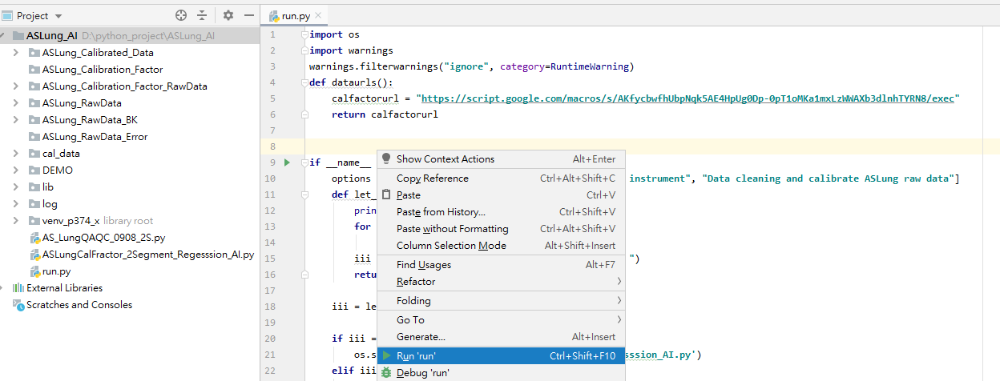 Project
run.py
ASLung_AI D:\python_project\ASLung_AI
ASLung_Calibrated_Data
ASLung_Calibration_Factor
ASLung_Calibration_Factor_RawData
ASLung_RawData
ASLung_RawData_BK
ASLung_RawData_Error
cal_data
DEMO
lib
log
venv_p374_x library root
AS_LungQAQC_0908_2S.py
ASLungCalFractor_2Segment_Regesssion_AI.py
run.py
External Libraries
Scratches and Consoles
1 import os
2 import warnings
3 warnings.filterwarnings("ignore", category=RuntimeWarning)
4 def dataurls():
5 calfactorurl = "https://script.google.com/macros/s/AKfycbwfhUbpNqk5AE4HpUg0Dp-0pT1oMKa1mxLzWWAXb3dlnhTYRN8/exec"
6 return calfactorurl
7
8
9 if __name__
10 options instrument", "Data cleaning and calibrate ASLung raw data"]
11 def let_
12 prin
13 for
14
15 iii ")
16 retu
17
18 iii = le
19
20 if iii =
21 os.s sssion_AI.py')
22 elif iii
Show Context Actions Alt+Enter
Copy Reference Ctrl+Alt+Shift+C
Paste Ctrl+V
Paste from History... Ctrl+Shift+V
Paste without Formatting Ctrl+Alt+Shift+V
Column Selection Mode Alt+Shift+Insert
Find Usages Alt+F7
Refactor
Folding
Go To
Generate... Alt+Insert
Run 'run' Ctrl+Shift+F10
Debug 'run'